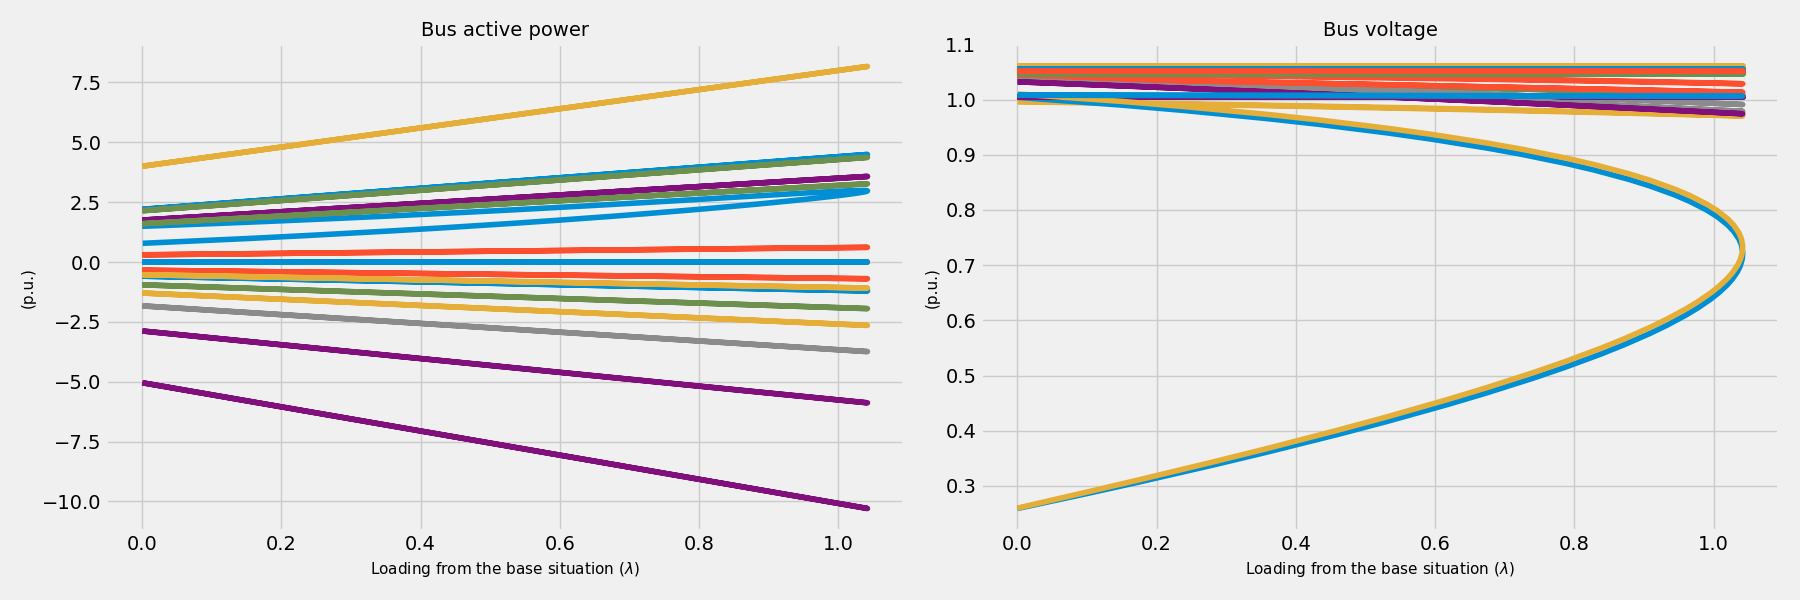 Bus active power
7.5
5.0
2.5
0.0
−2.5
−5.0
−7.5
−10.0
(p.u.)
0.0 0.2 0.4 0.6 0.8 1.0
Loading from the base situation (λ)
Bus voltage
1.1
1.0
0.9
0.8
0.7
0.6
0.5
0.4
0.3
(p.u.)
0.0 0.2 0.4 0.6 0.8 1.0
Loading from the base situation (λ)